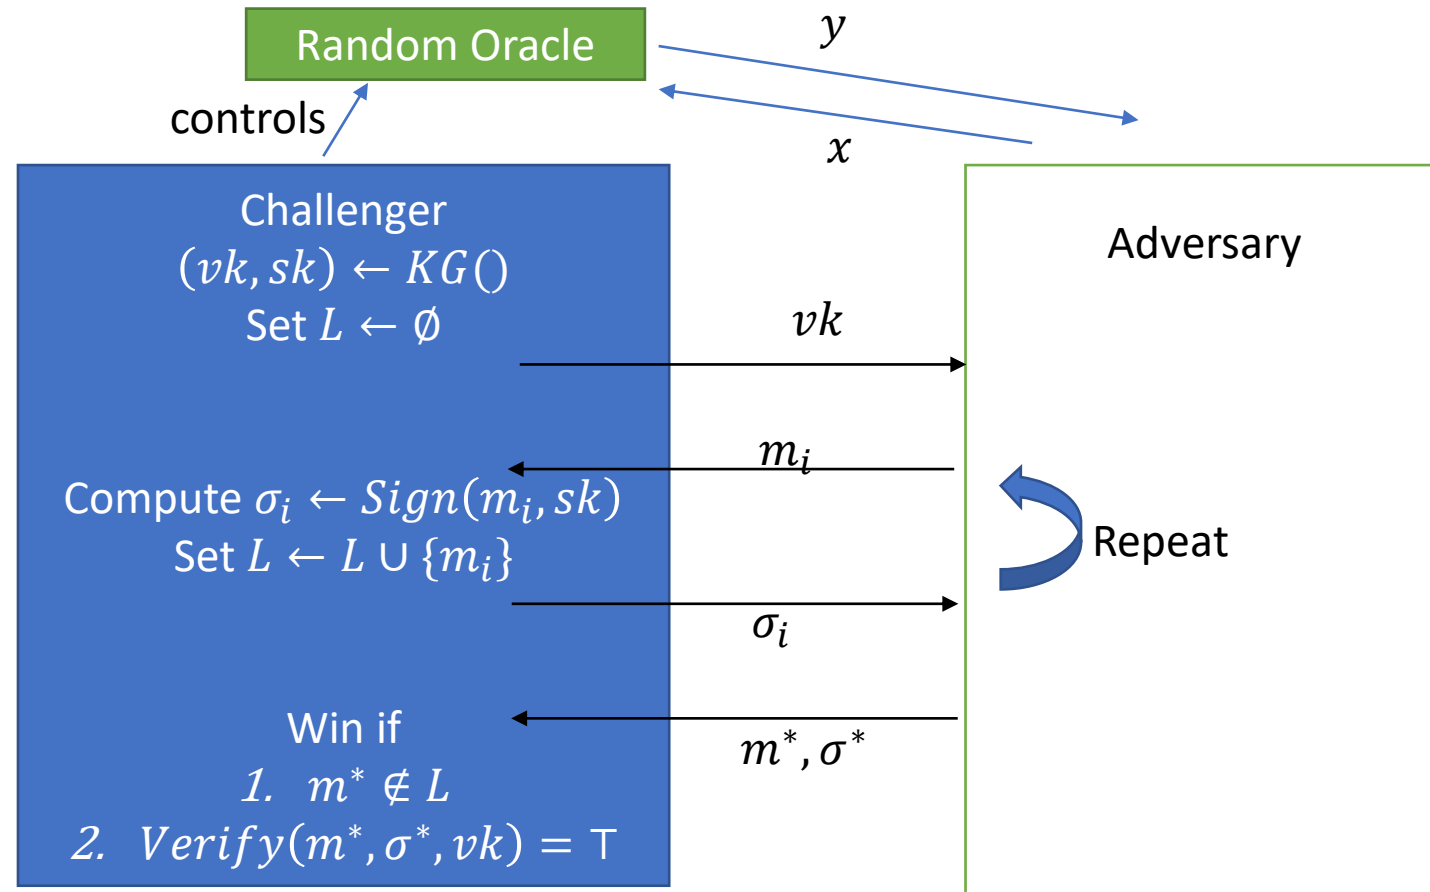 Random Oracle
y
controls
x
Challenger
(vk, sk) ← KG()
Set L ← ∅
Adversary
vk
m_i
Compute σ_i ← Sign(m_i, sk)
Set L ← L ∪ {m_i}
Repeat
σ_i
Win if
1. m* ∉ L
2. Verify(m*, σ*, vk) = ⊤
m*, σ*